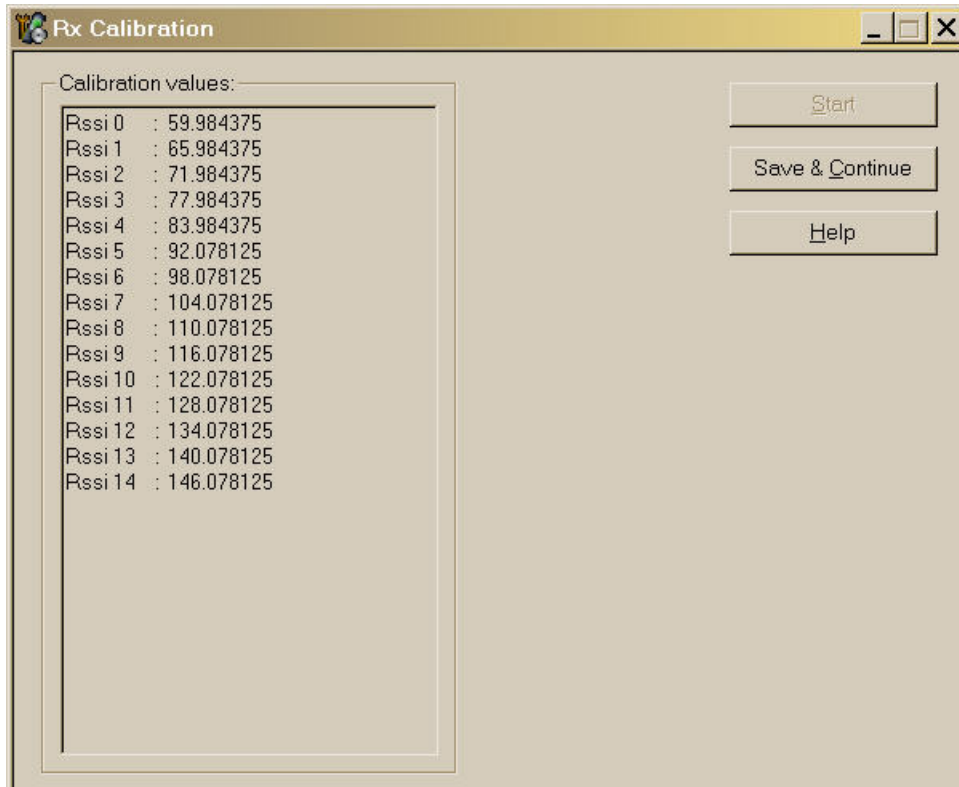 Rx Calibration
Calibration values:
Rssi 0 : 59.984375
Rssi 1 : 65.984375
Rssi 2 : 71.984375
Rssi 3 : 77.984375
Rssi 4 : 83.984375
Rssi 5 : 92.078125
Rssi 6 : 98.078125
Rssi 7 : 104.078125
Rssi 8 : 110.078125
Rssi 9 : 116.078125
Rssi 10 : 122.078125
Rssi 11 : 128.078125
Rssi 12 : 134.078125
Rssi 13 : 140.078125
Rssi 14 : 146.078125
Start
Save & Continue
Help